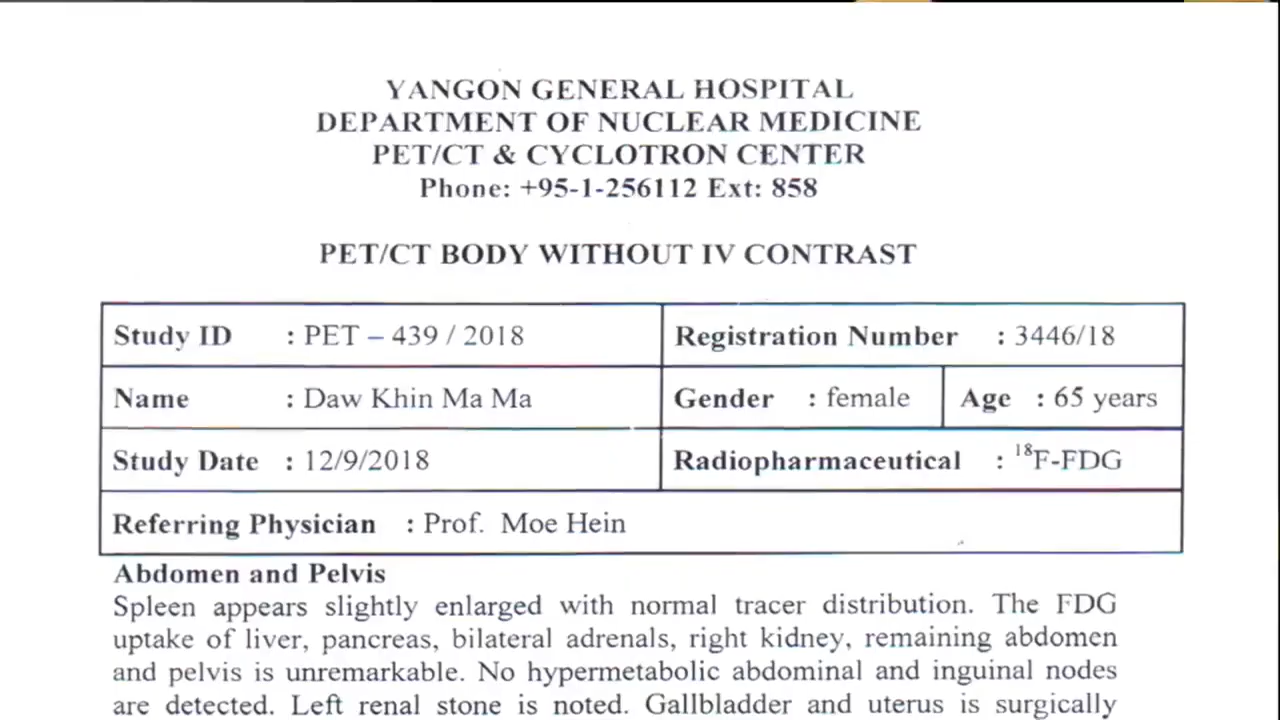 YANGON GENERAL HOSPITAL
DEPARTMENT OF NUCLEAR MEDICINE
PET/CT & CYCLOTRON CENTER
Phone: +95-1-256112 Ext: 858
PET/CT BODY WITHOUT IV CONTRAST
Study ID : PET – 439 / 2018 Registration Number : 3446/18
Name : Daw Khin Ma Ma Gender : female Age : 65 years
Study Date : 12/9/2018 Radiopharmaceutical : ¹⁸F-FDG
Referring Physician : Prof. Moe Hein
Abdomen and Pelvis
Spleen appears slightly enlarged with normal tracer distribution. The FDG
uptake of liver, pancreas, bilateral adrenals, right kidney, remaining abdomen
and pelvis is unremarkable. No hypermetabolic abdominal and inguinal nodes
are detected. Left renal stone is noted. Gallbladder and uterus is surgically